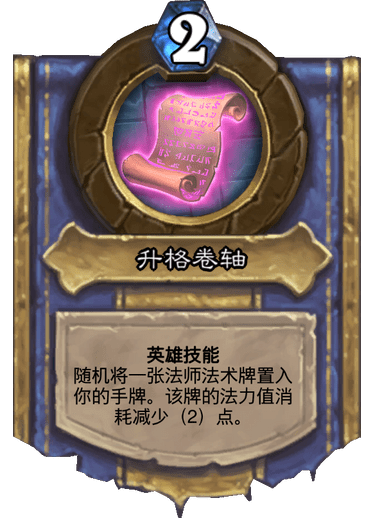 2
升格卷轴
英雄技能
随机将一张法师法术牌置入
你的手牌。该牌的法力值消
耗减少（2）点。